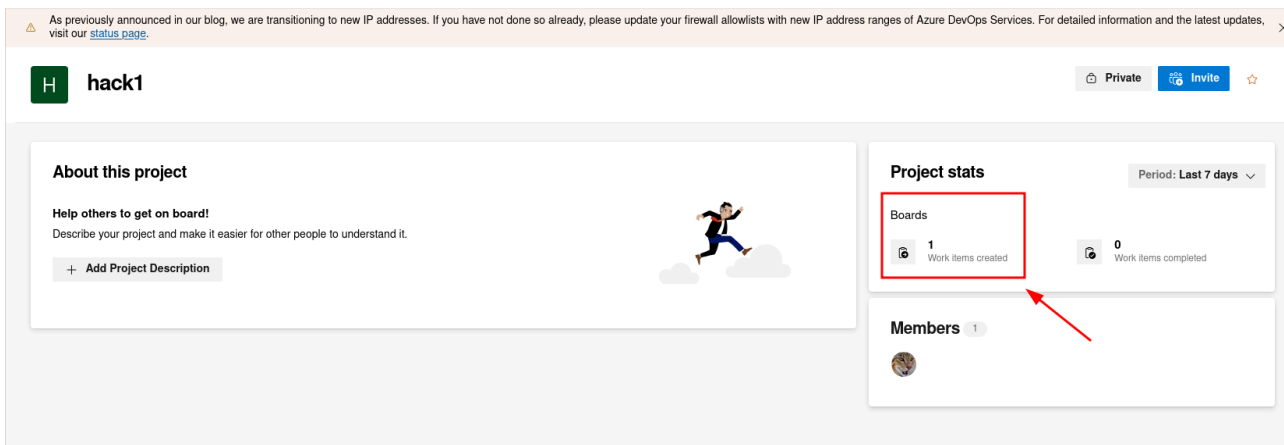 As previously announced in our blog, we are transitioning to new IP addresses. If you have not done so already, please update your firewall allowlists with new IP address ranges of Azure DevOps Services. For detailed information and the latest updates,
visit our status page.
H
hack1
Private
Invite
About this project
Help others to get on board!
Describe your project and make it easier for other people to understand it.
+ Add Project Description
Project stats
Period: Last 7 days
Boards
1
Work items created
0
Work items completed
Members 1